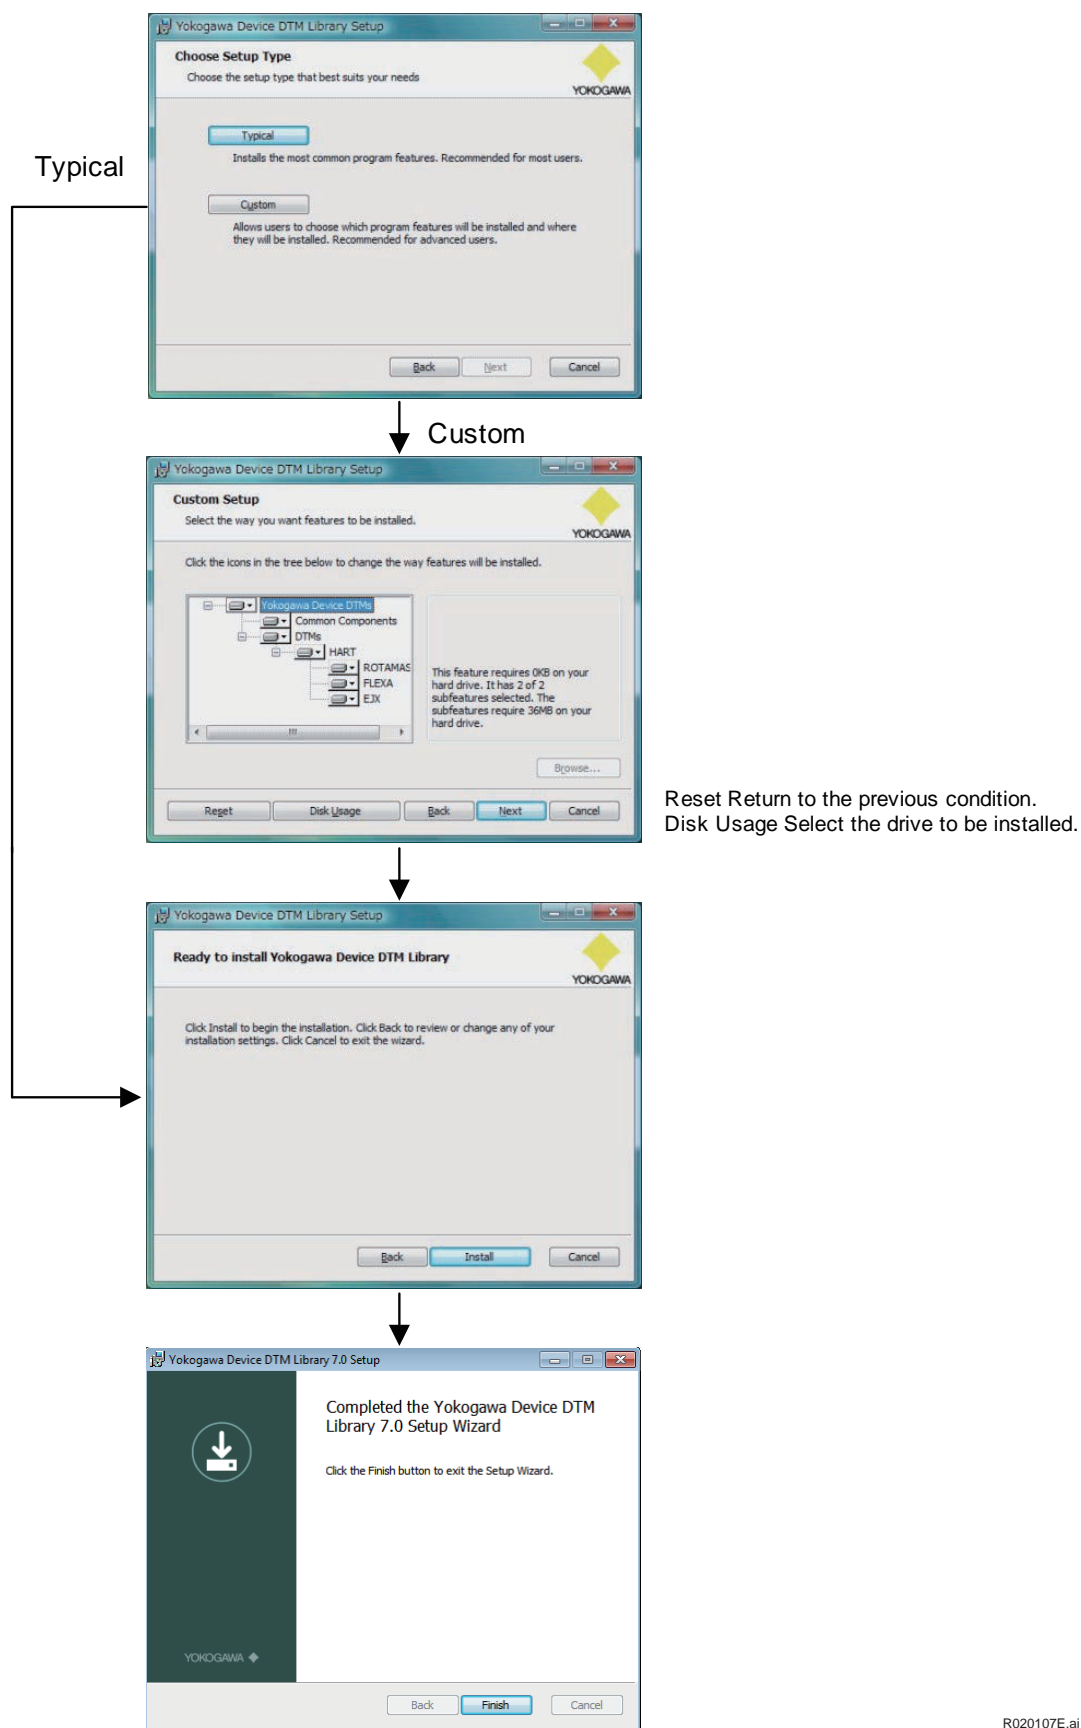 Yokogawa Device DTM Library Setup
Choose Setup Type
Choose the setup type that best suits your needs
YOKOGAWA
Typical
Typical
Installs the most common program features. Recommended for most users.
Custom
Allows users to choose which program features will be installed and where
they will be installed. Recommended for advanced users.
Back Next Cancel
Custom
Yokogawa Device DTM Library Setup
Custom Setup
Select the way you want features to be installed.
YOKOGAWA
Click the icons in the tree below to change the way features will be installed.
Yokogawa Device DTMs
Common Components
DTMs
HART
ROTAMAS
FLEXA
EJX
This feature requires 0KB on your
hard drive. It has 2 of 2
subfeatures selected. The
subfeatures require 36MB on your
hard drive.
Browse...
Reset Disk Usage Back Next Cancel
Reset Return to the previous condition.
Disk Usage Select the drive to be installed.
Yokogawa Device DTM Library Setup
Ready to install Yokogawa Device DTM Library
YOKOGAWA
Click Install to begin the installation. Click Back to review or change any of your
installation settings. Click Cancel to exit the wizard.
Back Install Cancel
Yokogawa Device DTM Library 7.0 Setup
Completed the Yokogawa Device DTM
Library 7.0 Setup Wizard
Click the Finish button to exit the Setup Wizard.
YOKOGAWA
Back Finish Cancel
R020107E.ai